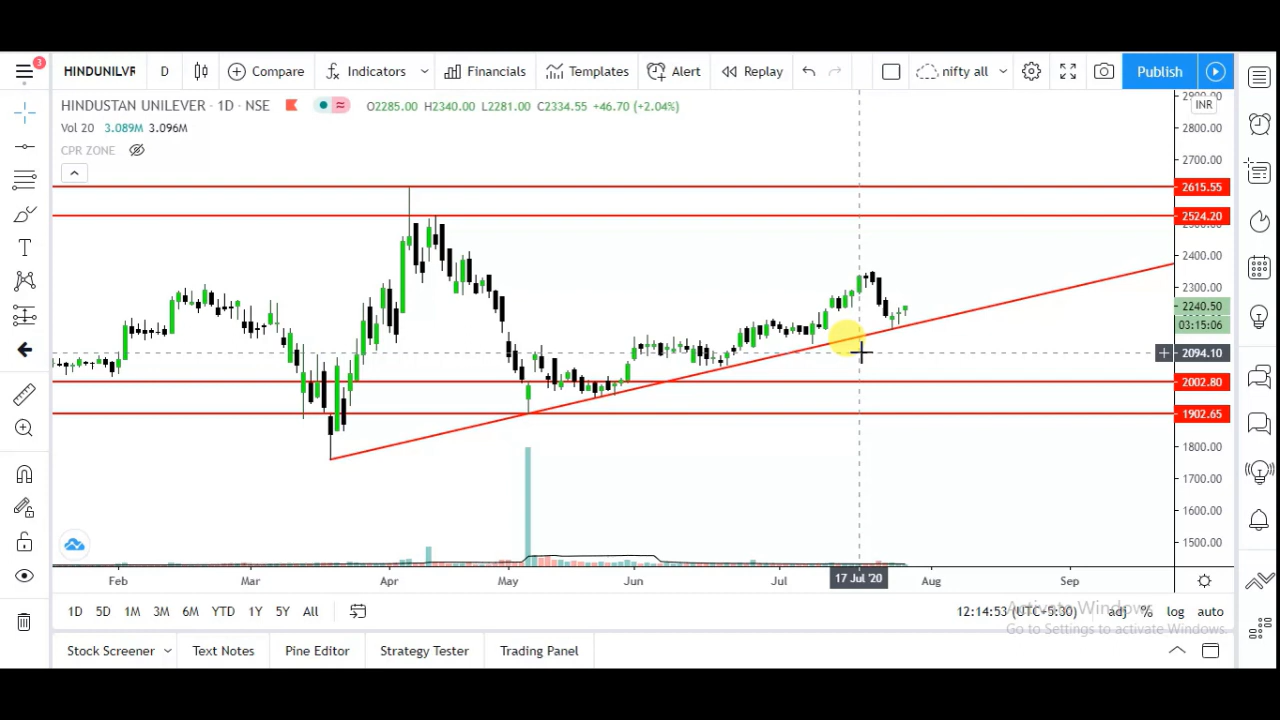 3
HINDUNILVR D Compare Indicators Financials Templates Alert Replay nifty all Publish
HINDUSTAN UNILEVER · 1D · NSE O2285.00 H2340.00 L2281.00 C2334.55 +46.70 (+2.04%)
Vol 20 3.089M 3.096M
CPR ZONE
INR
2800.00
2700.00
2615.55
2524.20
2400.00
2300.00
2240.50
03:15:06
2094.10
2002.80
1902.65
1800.00
1700.00
1600.00
1500.00
Feb Mar Apr May Jun Jul 17 Jul '20 Aug Sep
1D 5D 1M 3M 6M YTD 1Y 5Y All 12:14:53 (UTC+5:30) adj % log auto
Activate Windows
Go to Settings to activate Windows.
Stock Screener Text Notes Pine Editor Strategy Tester Trading Panel